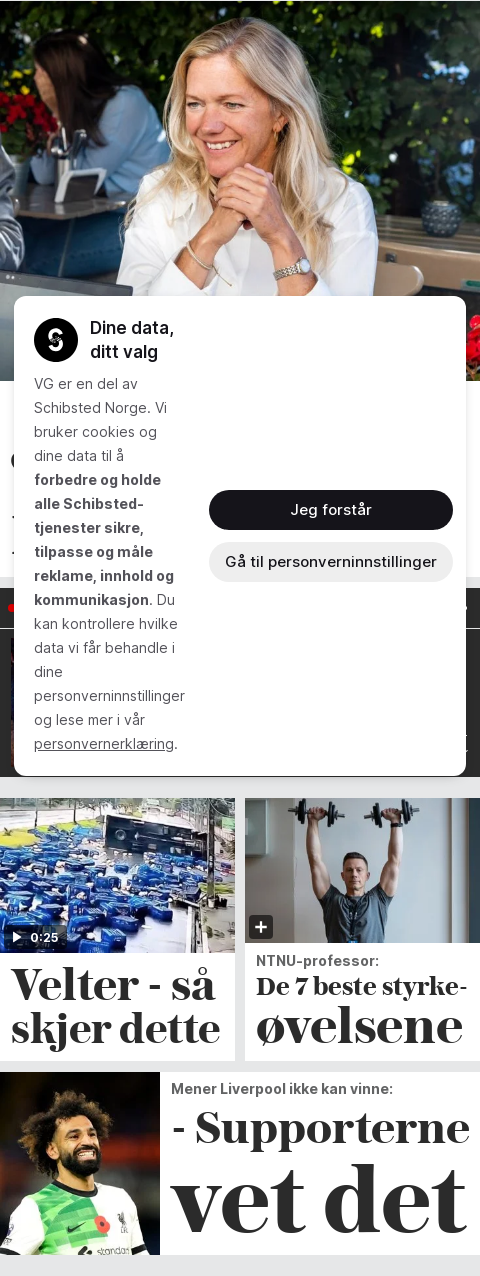 Dine data,
ditt valg
VG er en del av
Schibsted Norge. Vi
bruker cookies og
dine data til å
forbedre og holde
alle Schibsted-
tjenester sikre,
tilpasse og måle
reklame, innhold og
kommunikasjon. Du
kan kontrollere hvilke
data vi får behandle i
dine
personverninnstillinger
og lese mer i vår
personvernerklæring.
Jeg forstår
Gå til personverninnstillinger
0:25
Velter - så
skjer dette
NTNU-professor:
De 7 beste styrke-
øvelsene
Mener Liverpool ikke kan vinne:
- Supporterne
vet det